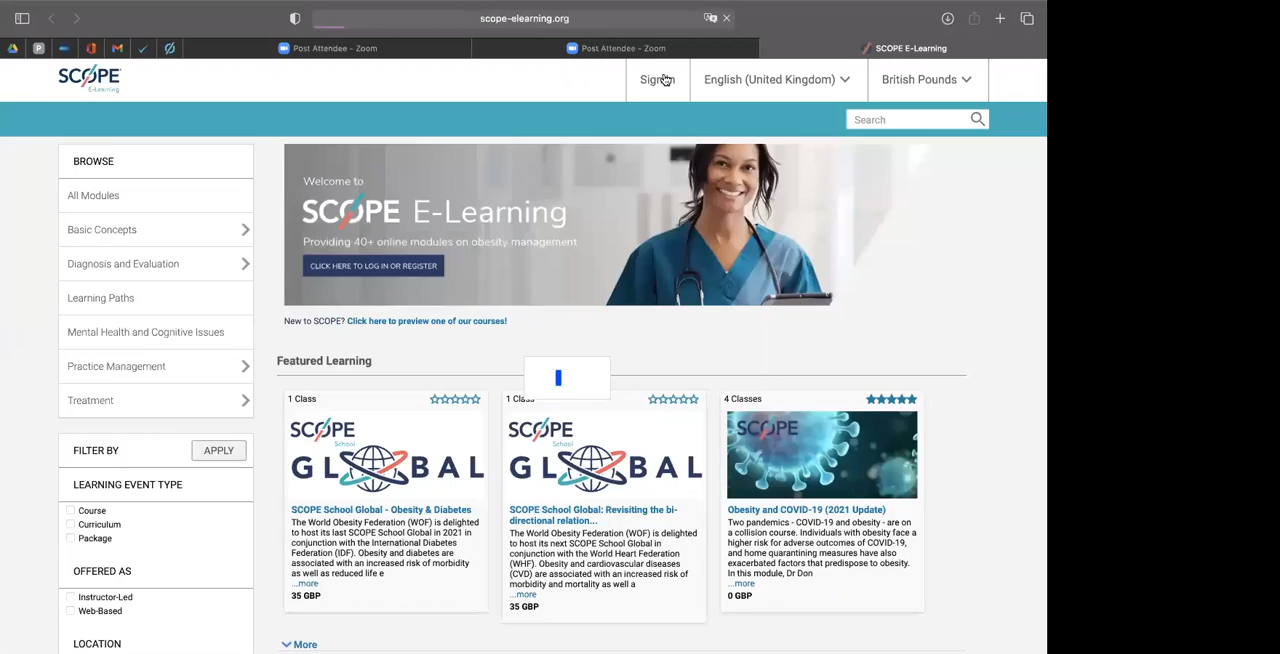 scope-elearning.org
P
Post Attendee - Zoom
Post Attendee - Zoom
SCOPE E-Learning
SCOPE
E-Learning
English (United Kingdom)
British Pounds
Search
BROWSE
All Modules
Basic Concepts
Diagnosis and Evaluation
Learning Paths
Mental Health and Cognitive Issues
Practice Management
Treatment
FILTER BY
APPLY
LEARNING EVENT TYPE
Course
Curriculum
Package
OFFERED AS
Instructor-Led
Web-Based
LOCATION
Welcome to
SCOPE E-Learning
Providing 40+ online modules on obesity management
CLICK HERE TO LOG IN OR REGISTER
New to SCOPE? Click here to preview one of our courses!
Featured Learning
1 Class
SCOPE
School
GLOBAL
SCOPE School Global - Obesity & Diabetes
The World Obesity Federation (WOF) is delighted
to host its last SCOPE School Global in 2021 in
conjunction with the International Diabetes
Federation (IDF). Obesity and diabetes are
associated with an increased risk of morbidity
as well as reduced life e
...more
35 GBP
1
SCOPE
School
GLOBAL
SCOPE School Global: Revisiting the bi-
directional relation...
The World Obesity Federation (WOF) is delighted
to host its next SCOPE School Global in
conjunction with the World Heart Federation
(WHF). Obesity and cardiovascular diseases
(CVD) are associated with an increased risk of
morbidity and mortality as well a
...more
35 GBP
4 Classes
SCOPE
Obesity and COVID-19 (2021 Update)
Two pandemics - COVID-19 and obesity - are on
a collision course. Individuals with obesity face a
higher risk for adverse outcomes of COVID-19,
and home quarantining measures have also
exacerbated factors that predispose to obesity.
In this module, Dr Don
...more
0 GBP
More